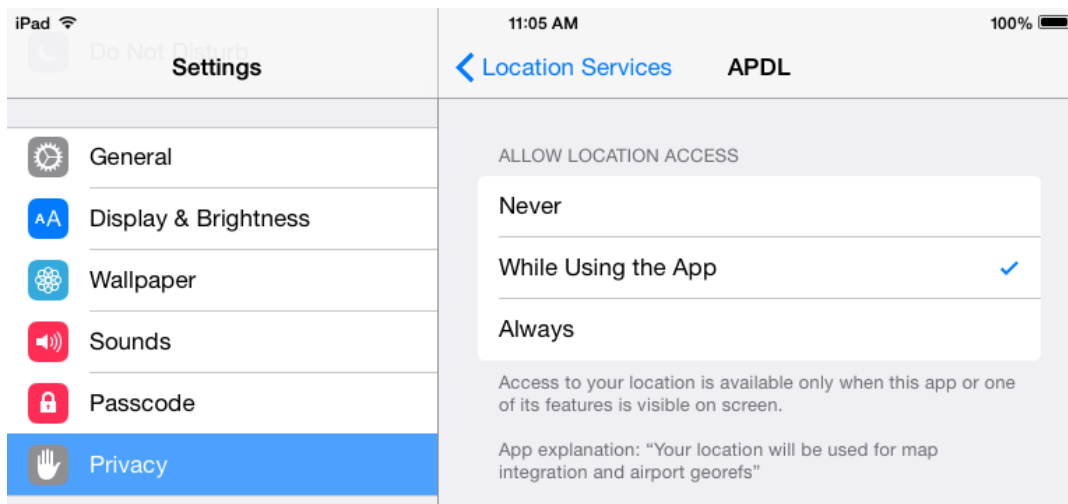 iPad 11:05 AM 100%
Do Not Disturb
Settings
Location Services APDL
General
Display & Brightness
Wallpaper
Sounds
Passcode
Privacy
ALLOW LOCATION ACCESS
Never
While Using the App
Always
Access to your location is available only when this app or one
of its features is visible on screen.
App explanation: “Your location will be used for map
integration and airport georefs”